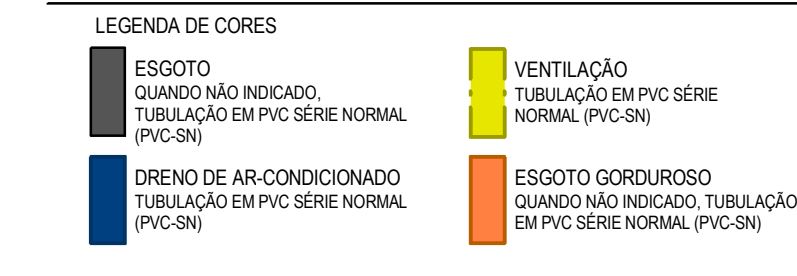 LEGENDA DE CORES
ESGOTO
QUANDO NÃO INDICADO,
TUBULAÇÃO EM PVC SÉRIE NORMAL
(PVC-SN)
VENTILAÇÃO
TUBULAÇÃO EM PVC SÉRIE
NORMAL (PVC-SN)
DRENO DE AR-CONDICIONADO
TUBULAÇÃO EM PVC SÉRIE NORMAL
(PVC-SN)
ESGOTO GORDUROSO
QUANDO NÃO INDICADO, TUBULAÇÃO
EM PVC SÉRIE NORMAL (PVC-SN)